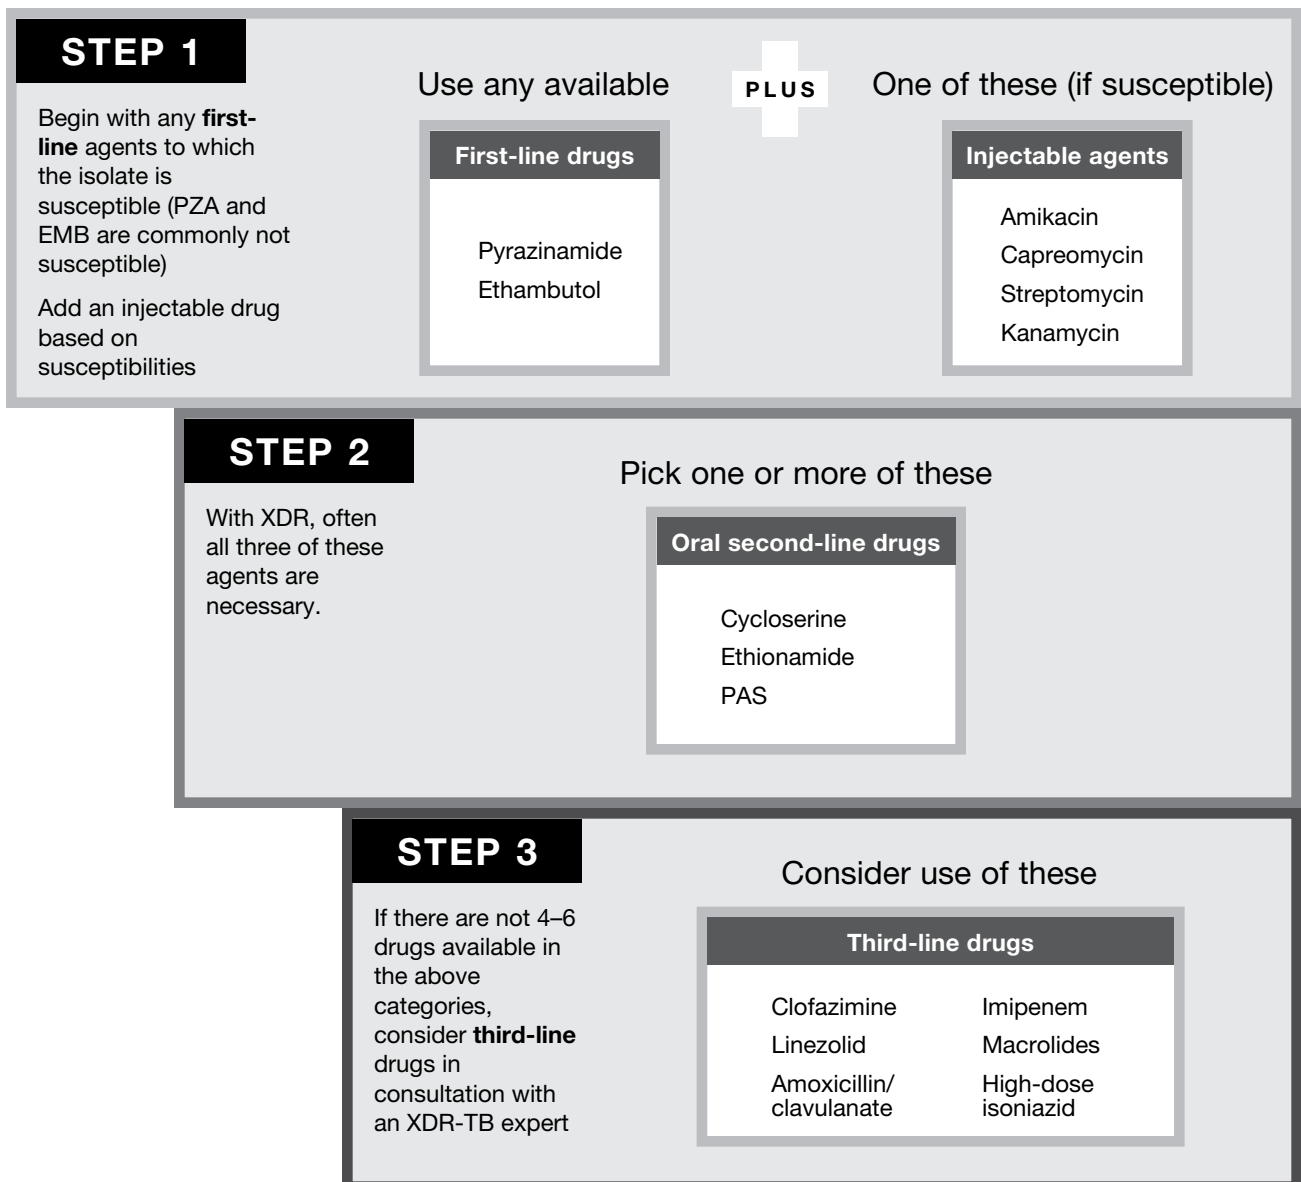 STEP 1
Begin with any first-
line agents to which
the isolate is
susceptible (PZA and
EMB are commonly not
susceptible)
Add an injectable drug
based on
susceptibilities
Use any available
First-line drugs
Pyrazinamide
Ethambutol
PLUS
One of these (if susceptible)
Injectable agents
Amikacin
Capreomycin
Streptomycin
Kanamycin
STEP 2
With XDR, often
all three of these
agents are
necessary.
Pick one or more of these
Oral second-line drugs
Cycloserine
Ethionamide
PAS
STEP 3
If there are not 4–6
drugs available in
the above
categories,
consider third-line
drugs in
consultation with
an XDR-TB expert
Consider use of these
Third-line drugs
Clofazimine
Linezolid
Amoxicillin/
clavulanate
Imipenem
Macrolides
High-dose
isoniazid